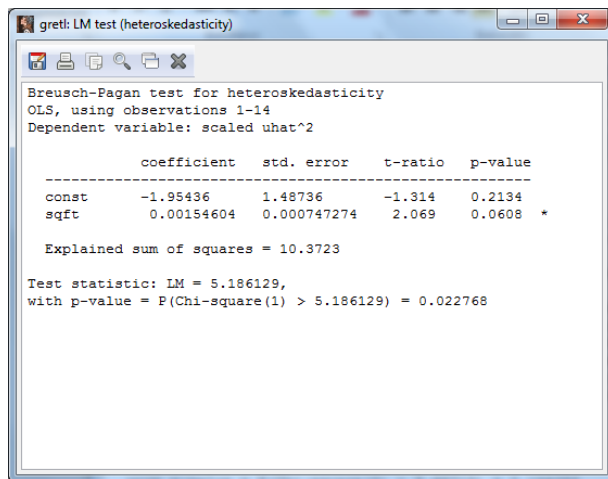 gretl: LM test (heteroskedasticity)
Breusch-Pagan test for heteroskedasticity
OLS, using observations 1-14
Dependent variable: scaled uhat^2
coefficient std. error t-ratio p-value
-------------------------------------------------------
const -1.95436 1.48736 -1.314 0.2134
sqft 0.00154604 0.000747274 2.069 0.0608 *
Explained sum of squares = 10.3723
Test statistic: LM = 5.186129,
with p-value = P(Chi-square(1) > 5.186129) = 0.022768